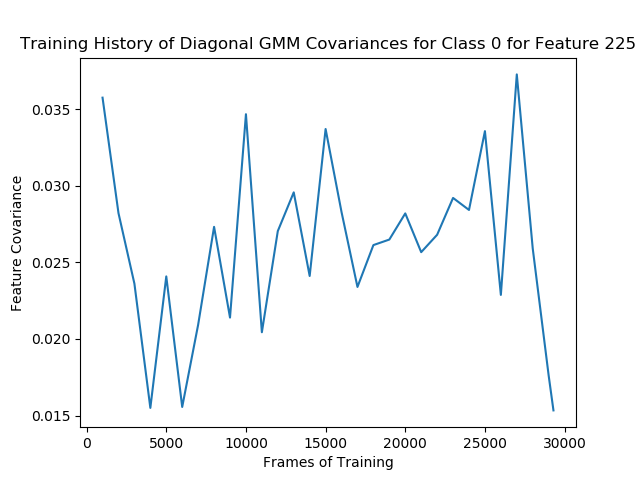 Training History of Diagonal GMM Covariances for Class 0 for Feature 225
0.035
0.030
0.025
0.020
0.015
Feature Covariance
0 5000 10000 15000 20000 25000 30000
Frames of Training